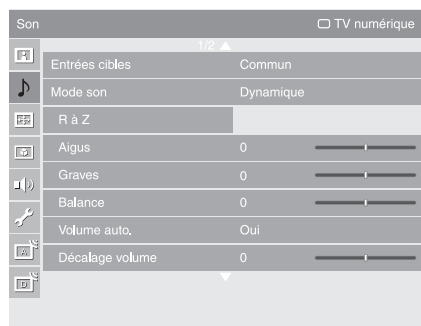 Son TV numérique
1/2
Entrées cibles Commun
Mode son Dynamique
R à Z
Aigus 0
Graves 0
Balance 0
Volume auto. Oui
Décalage volume 0
A
D